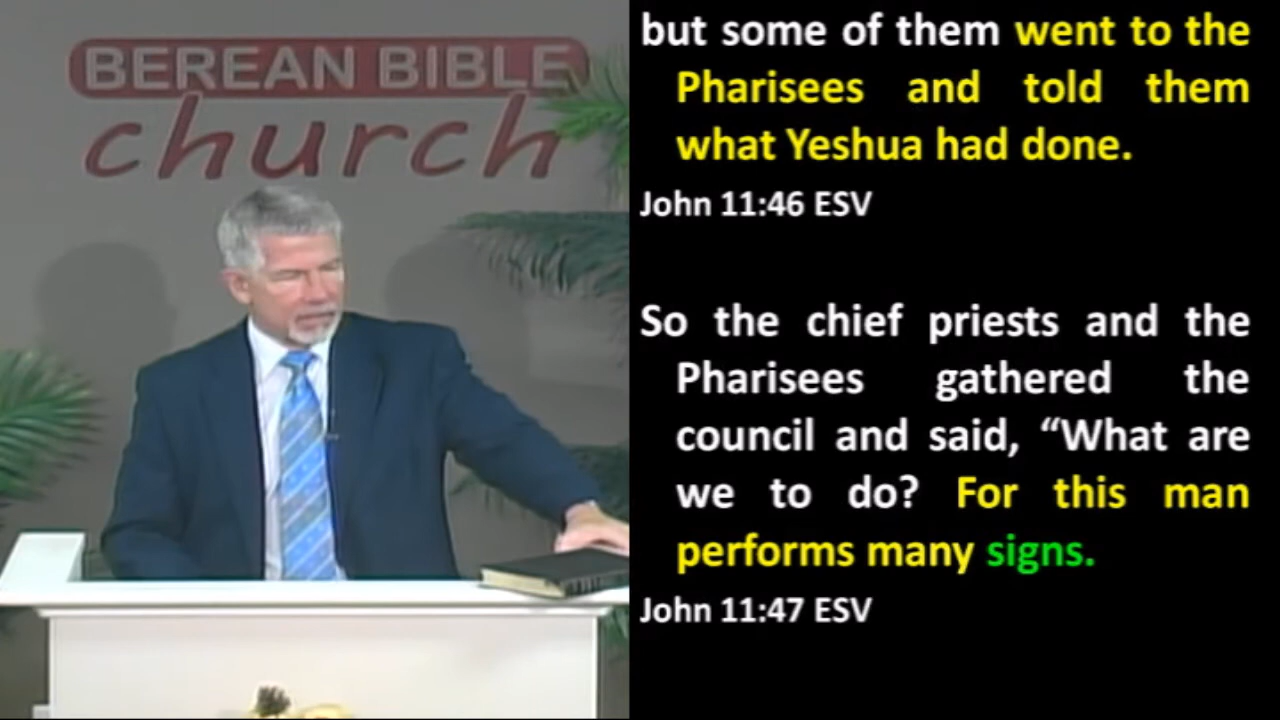 BEREAN BIBLE
church
but some of them went to the
Pharisees and told them
what Yeshua had done.
John 11:46 ESV
So the chief priests and the
Pharisees gathered the
council and said, “What are
we to do? For this man
performs many signs.
John 11:47 ESV